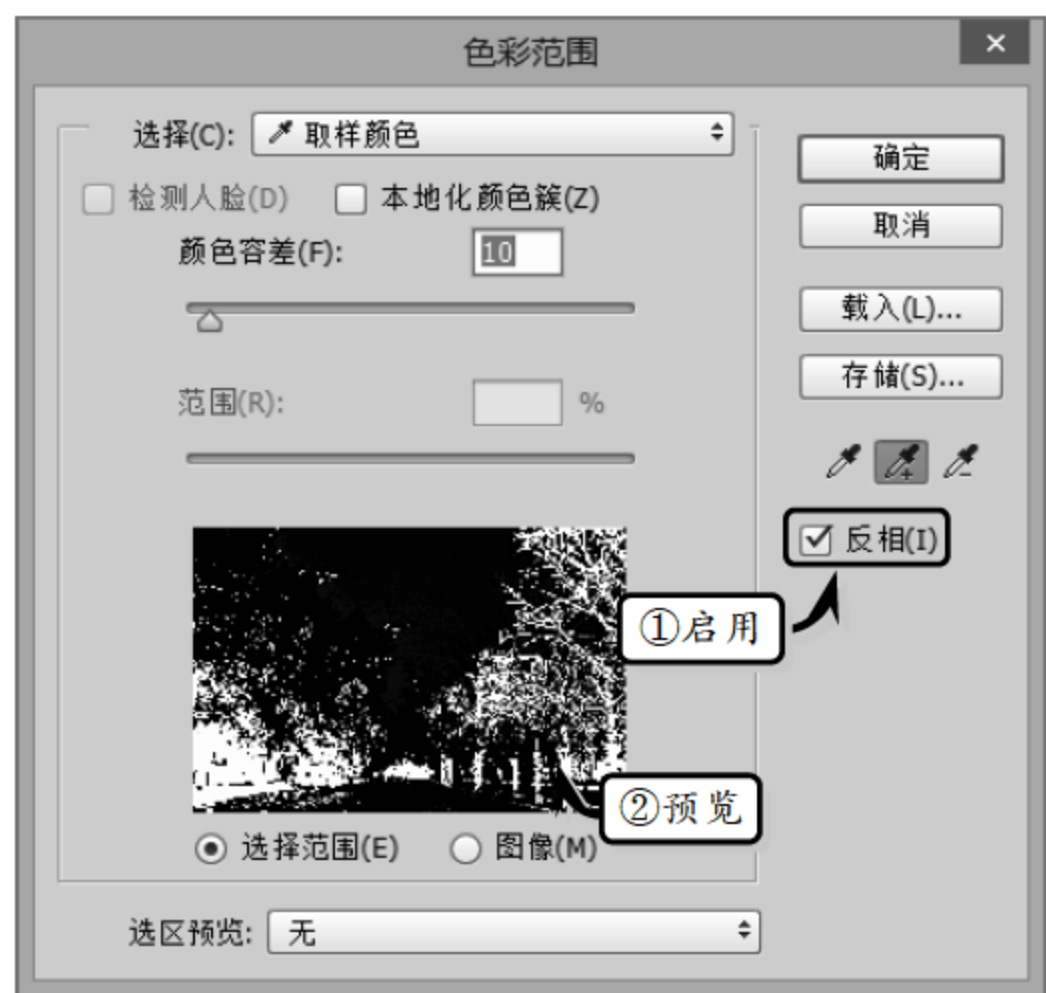 色彩范围
选择(C): 取样颜色
确定
检测人脸(D) 本地化颜色簇(Z)
取消
颜色容差(F): 10
载入(L)...
存储(S)...
范围(R): %
反相(I)
①启用
②预览
选择范围(E) 图像(M)
选区预览: 无